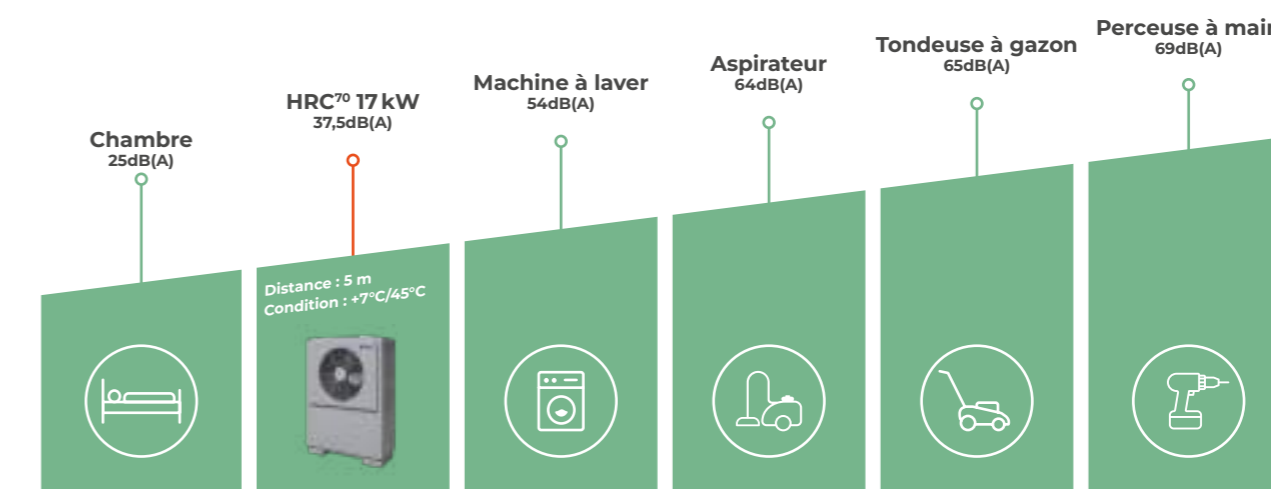 Chambre
25dB(A)
HRC⁷⁰ 17 kW
37,5dB(A)
Machine à laver
54dB(A)
Aspirateur
64dB(A)
Tondeuse à gazon
65dB(A)
Perceuse à main
69dB(A)
Distance : 5 m
Condition : +7°C/45°C